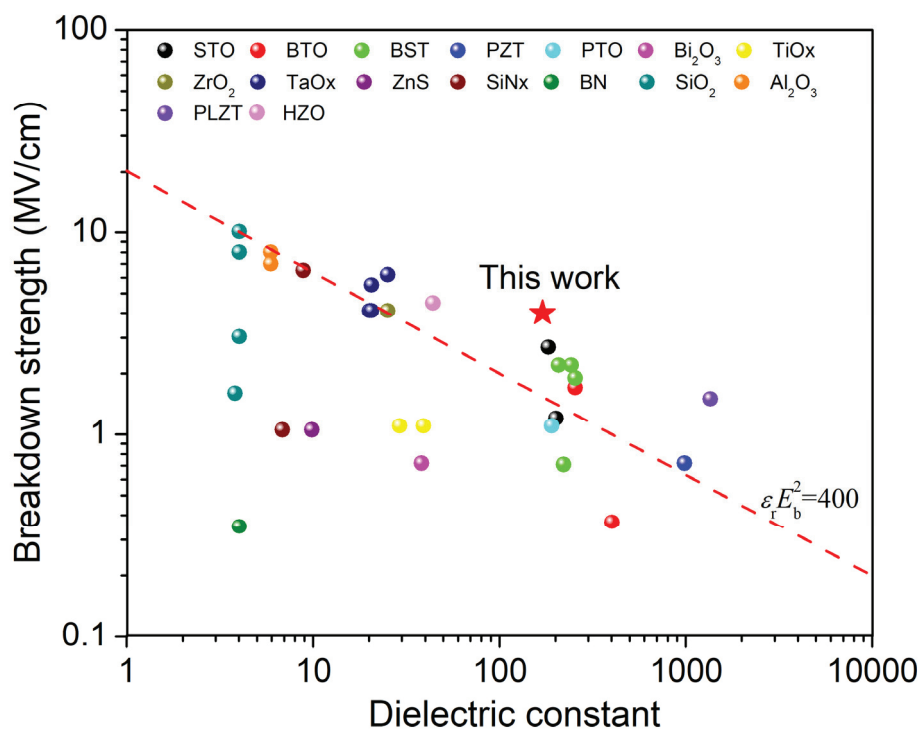 100
STO BTO BST PZT PTO Bi₂O₃ TiOx
ZrO₂ TaOx ZnS SiNx BN SiO₂ Al₂O₃
PLZT HZO
10
This work
1
εᵣE²_b=400
0.1
1 10 100 1000 10000
Breakdown strength (MV/cm)
Dielectric constant